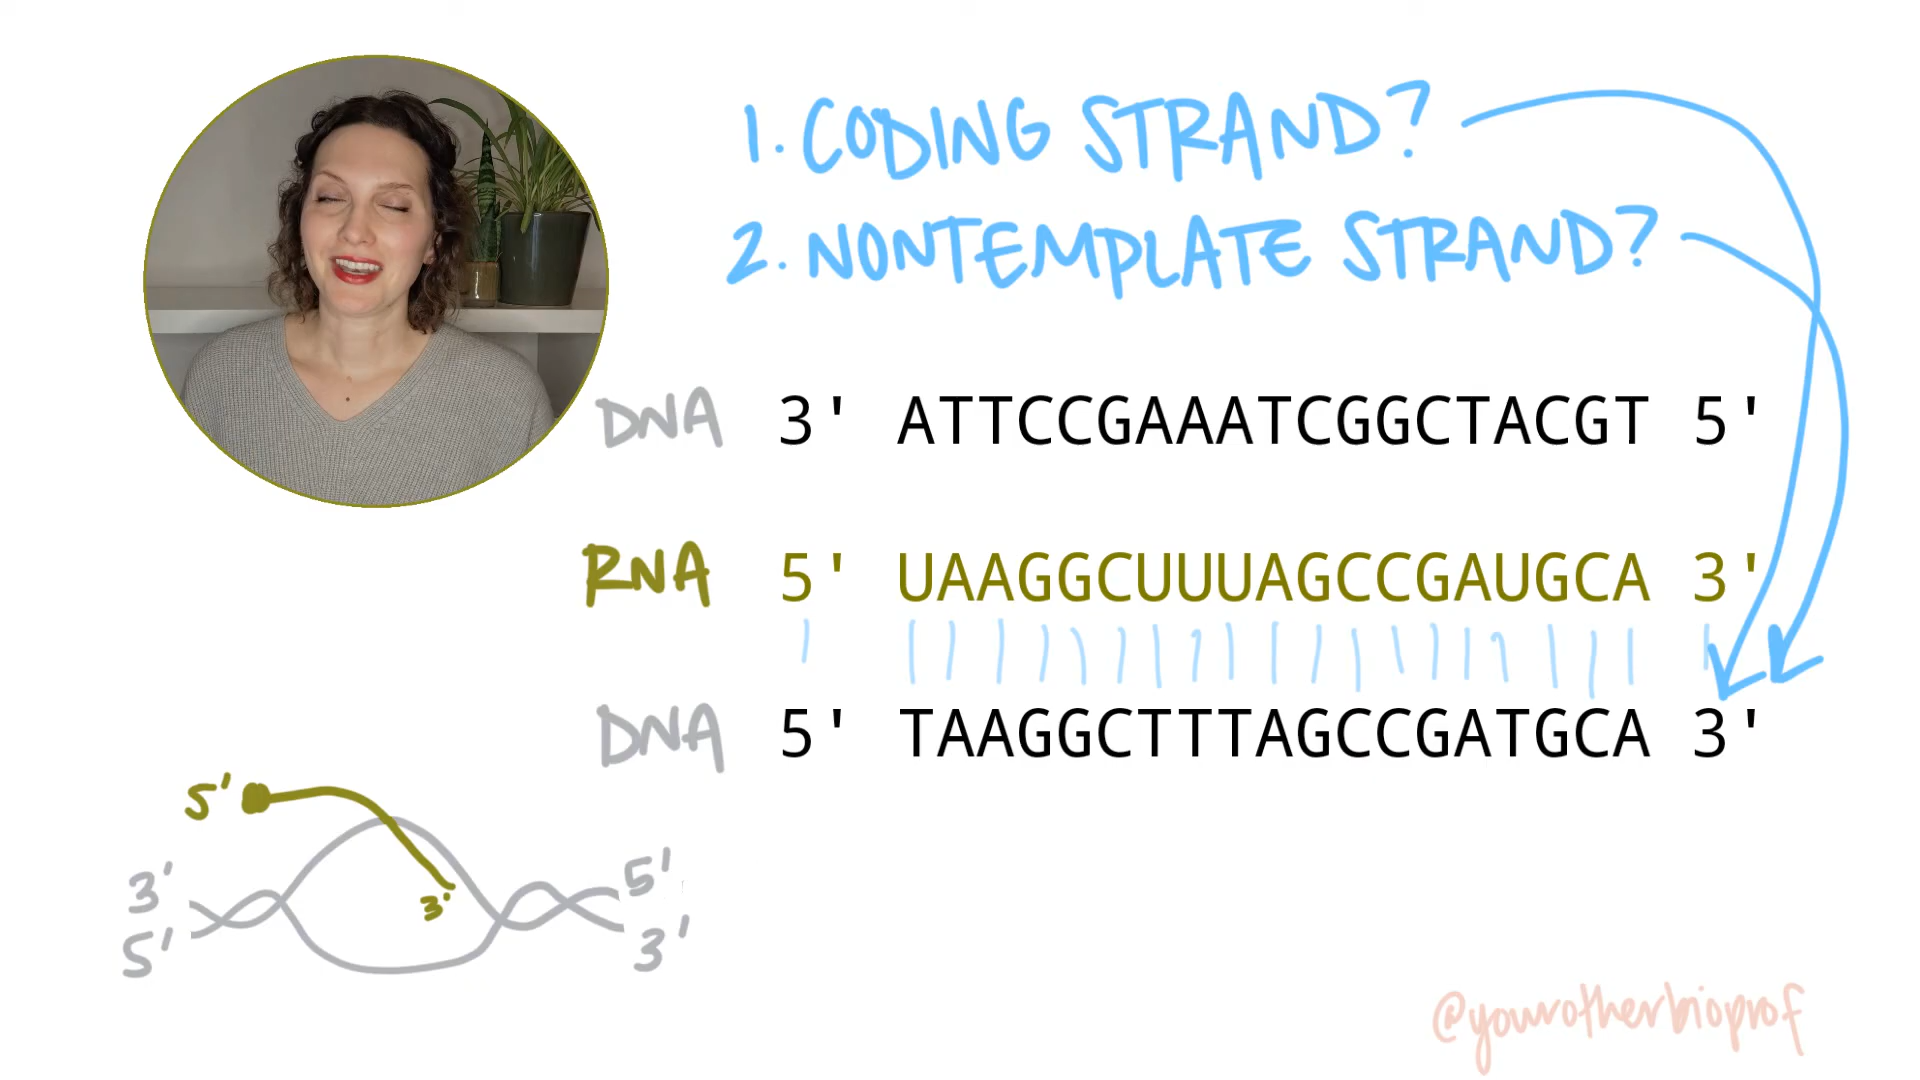 1. CODING STRAND?
2. NONTEMPLATE STRAND?
DNA 3' ATTCCGAAATCGGCTACGT 5'
RNA 5' UAAGGCUUUAGCCGAUGCA 3'
DNA 5' TAAGGCTTTAGCCGATGCA 3'
5'
3' 5'
3'
5' 3'
@yourotherbioprof